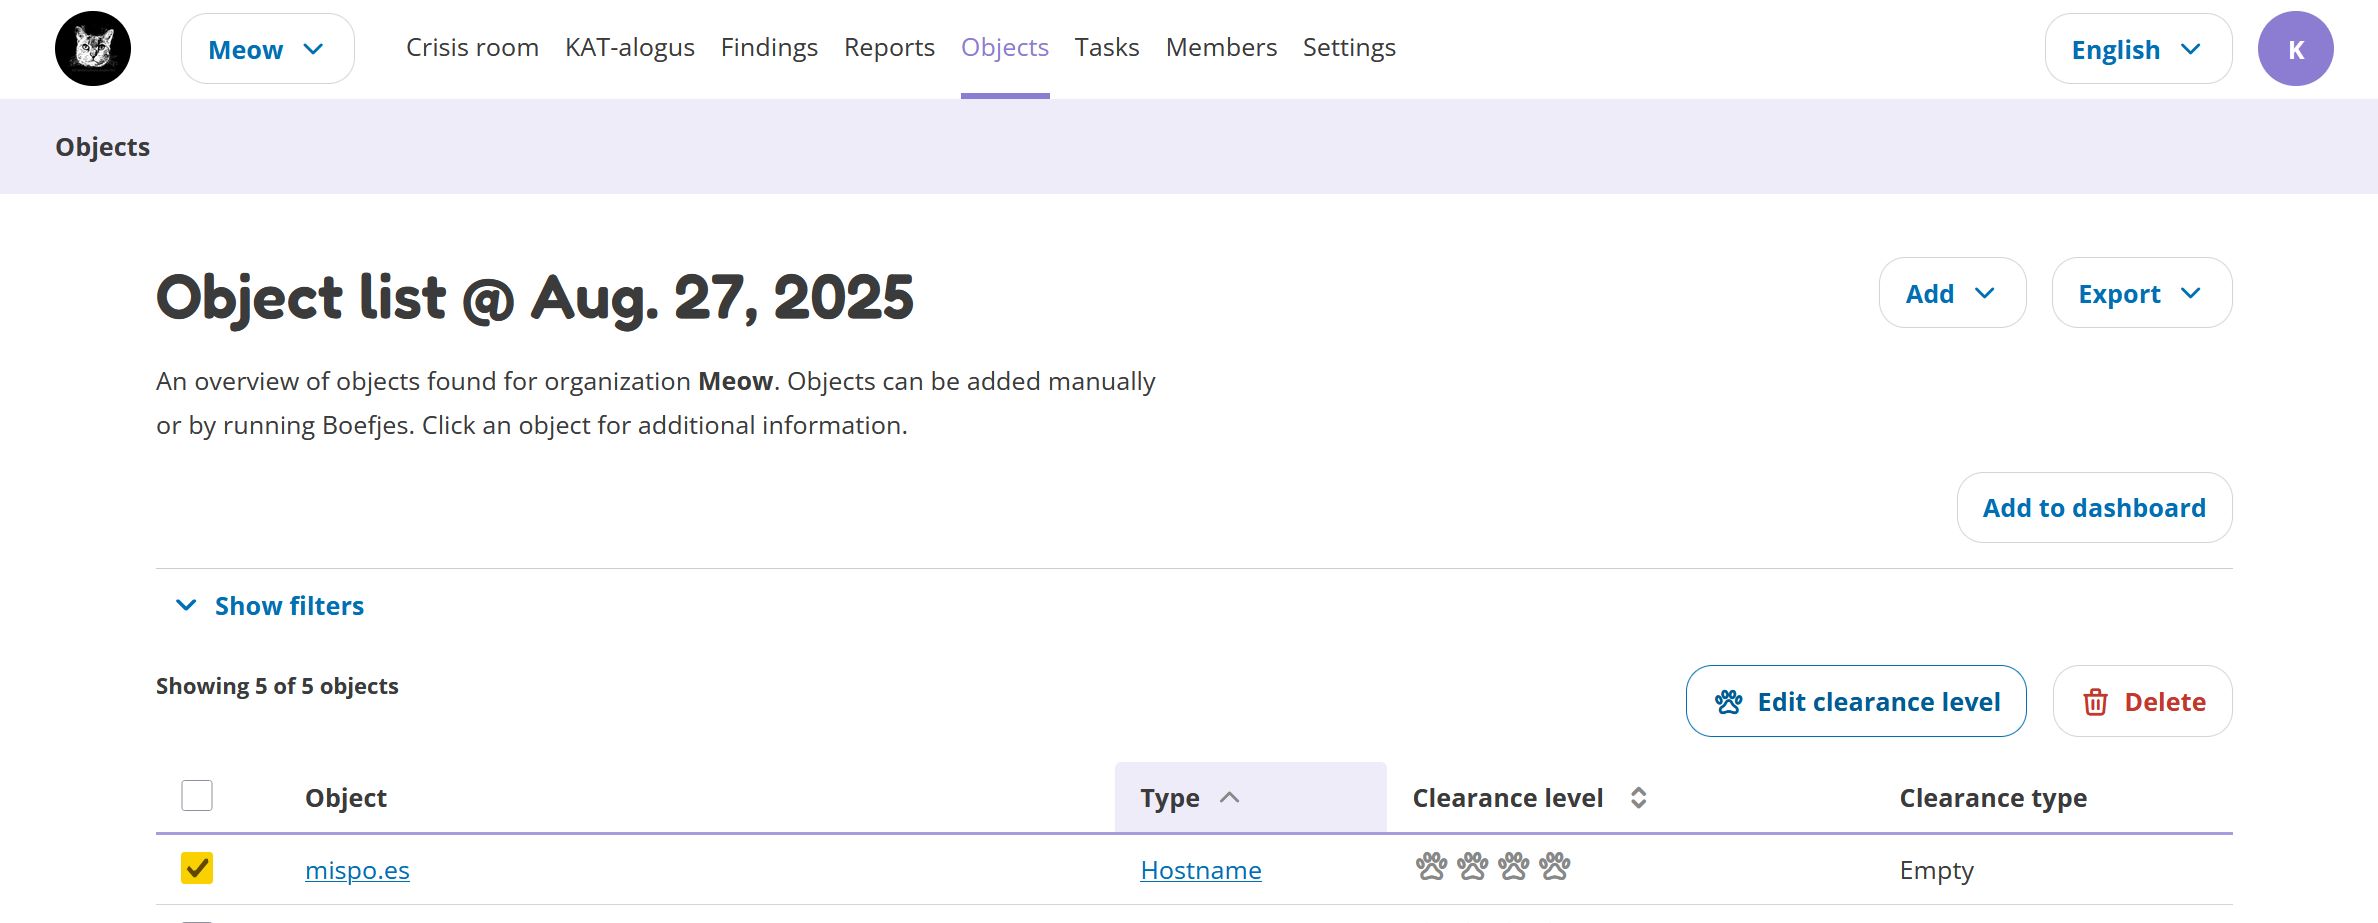 Meow
Crisis room
KAT-alogus
Findings
Reports
Objects
Tasks
Members
Settings
English
K
Objects
Object list @ Aug. 27, 2025
Add
Export
An overview of objects found for organization Meow. Objects can be added manually
or by running Boefjes. Click an object for additional information.
Add to dashboard
Show filters
Showing 5 of 5 objects
Edit clearance level
Delete
Object
Type
Clearance level
Clearance type
mispo.es
Hostname
Empty